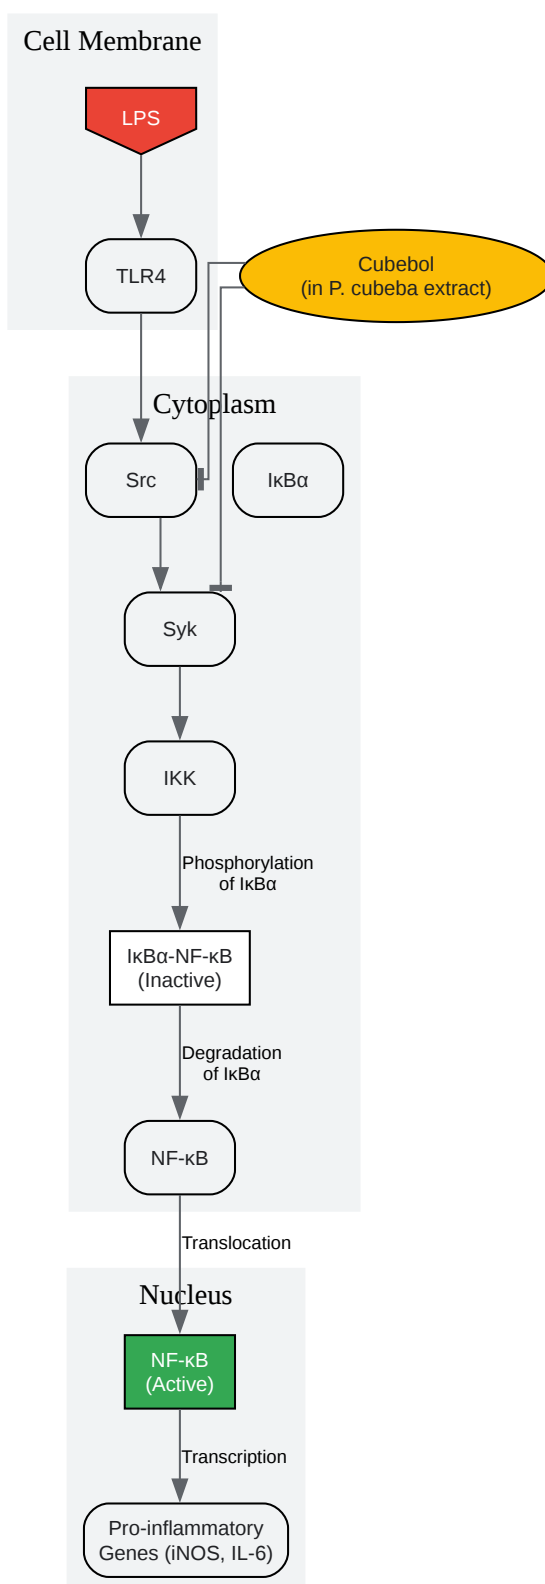 Cell Membrane
LPS
TLR4
Cubebol
(in P. cubeba extract)
Cytoplasm
Src
IκBα
Syk
IKK
Phosphorylation
of IκBα
IκBα-NF-κB
(Inactive)
Degradation
of IκBα
NF-κB
Translocation
Nucleus
NF-κB
(Active)
Transcription
Pro-inflammatory
Genes (iNOS, IL-6)